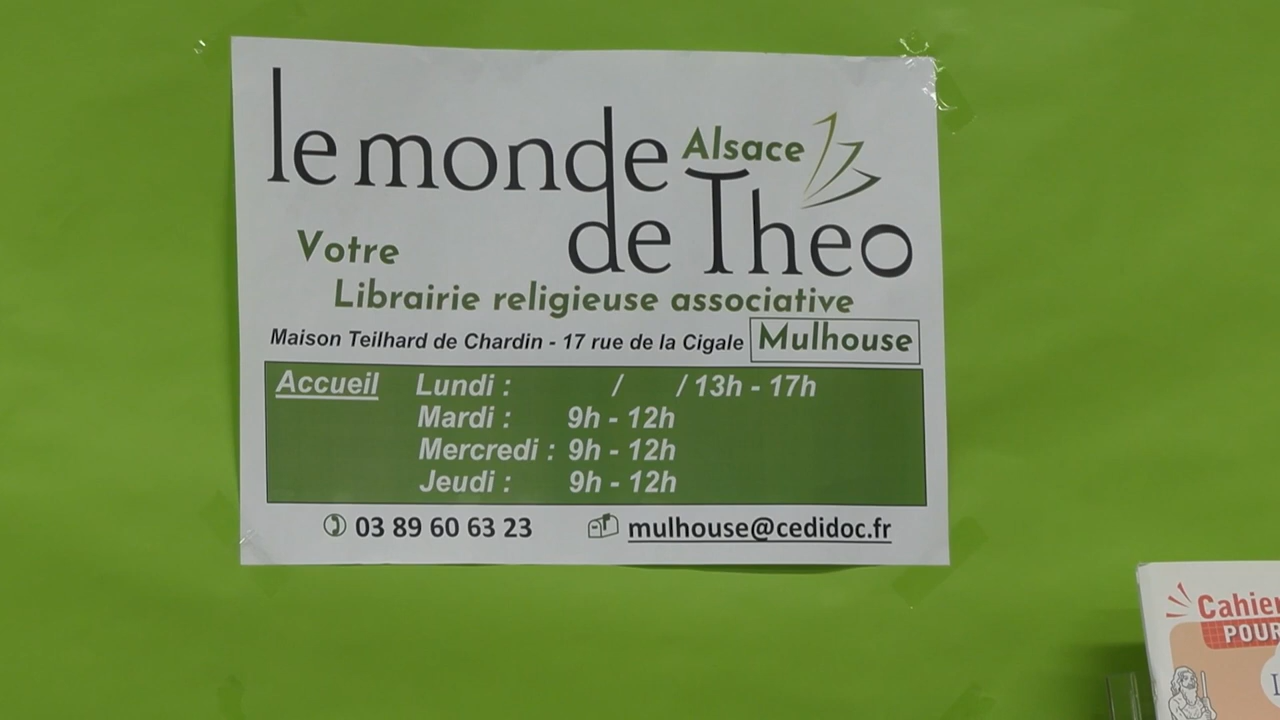 le monde Alsace
de Theo
Votre
Librairie religieuse associative
Maison Teilhard de Chardin - 17 rue de la Cigale Mulhouse
Accueil Lundi : / / 13h - 17h
Mardi : 9h - 12h
Mercredi : 9h - 12h
Jeudi : 9h - 12h
03 89 60 63 23 mulhouse@cedidoc.fr
Cahier
POUR